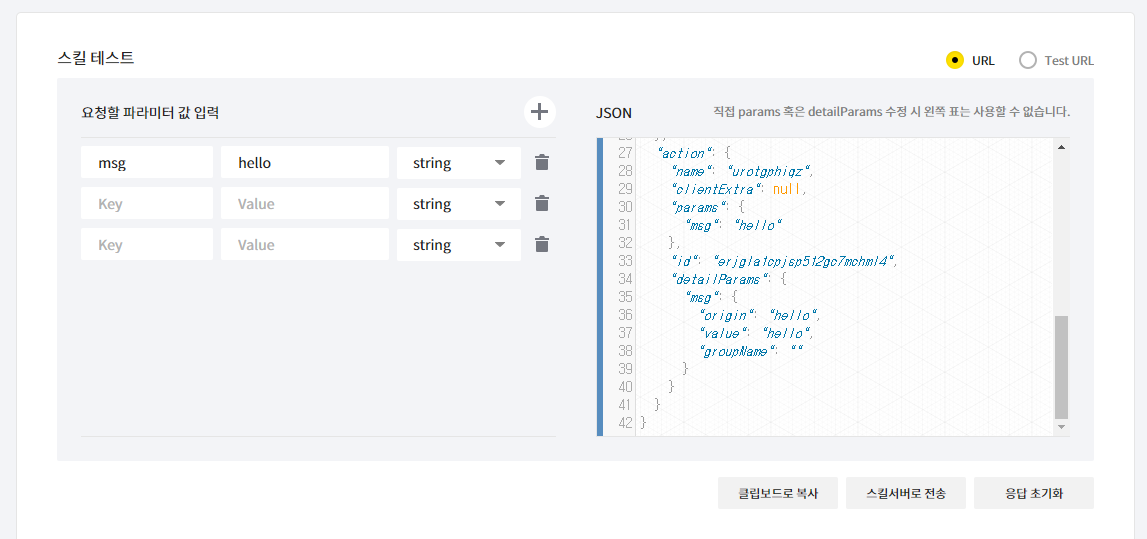 스킬 테스트
URL
Test URL
요청할 파라미터 값 입력
JSON
직접 params 혹은 detailParams 수정 시 왼쪽 표는 사용할 수 없습니다.
msg hello string
Key Value string
Key Value string
27 "action": {
28 "name": "urotgphiqz",
29 "clientExtra": null,
30 "params": {
31 "msg": "hello"
32 },
33 "id": "erjgla1cpjsp512gc7mchml4",
34 "detailParams": {
35 "msg": {
36 "origin": "hello",
37 "value": "hello",
38 "groupName": ""
39 }
40 }
41 }
42 }
클립보드로 복사
스킬서버로 전송
응답 초기화